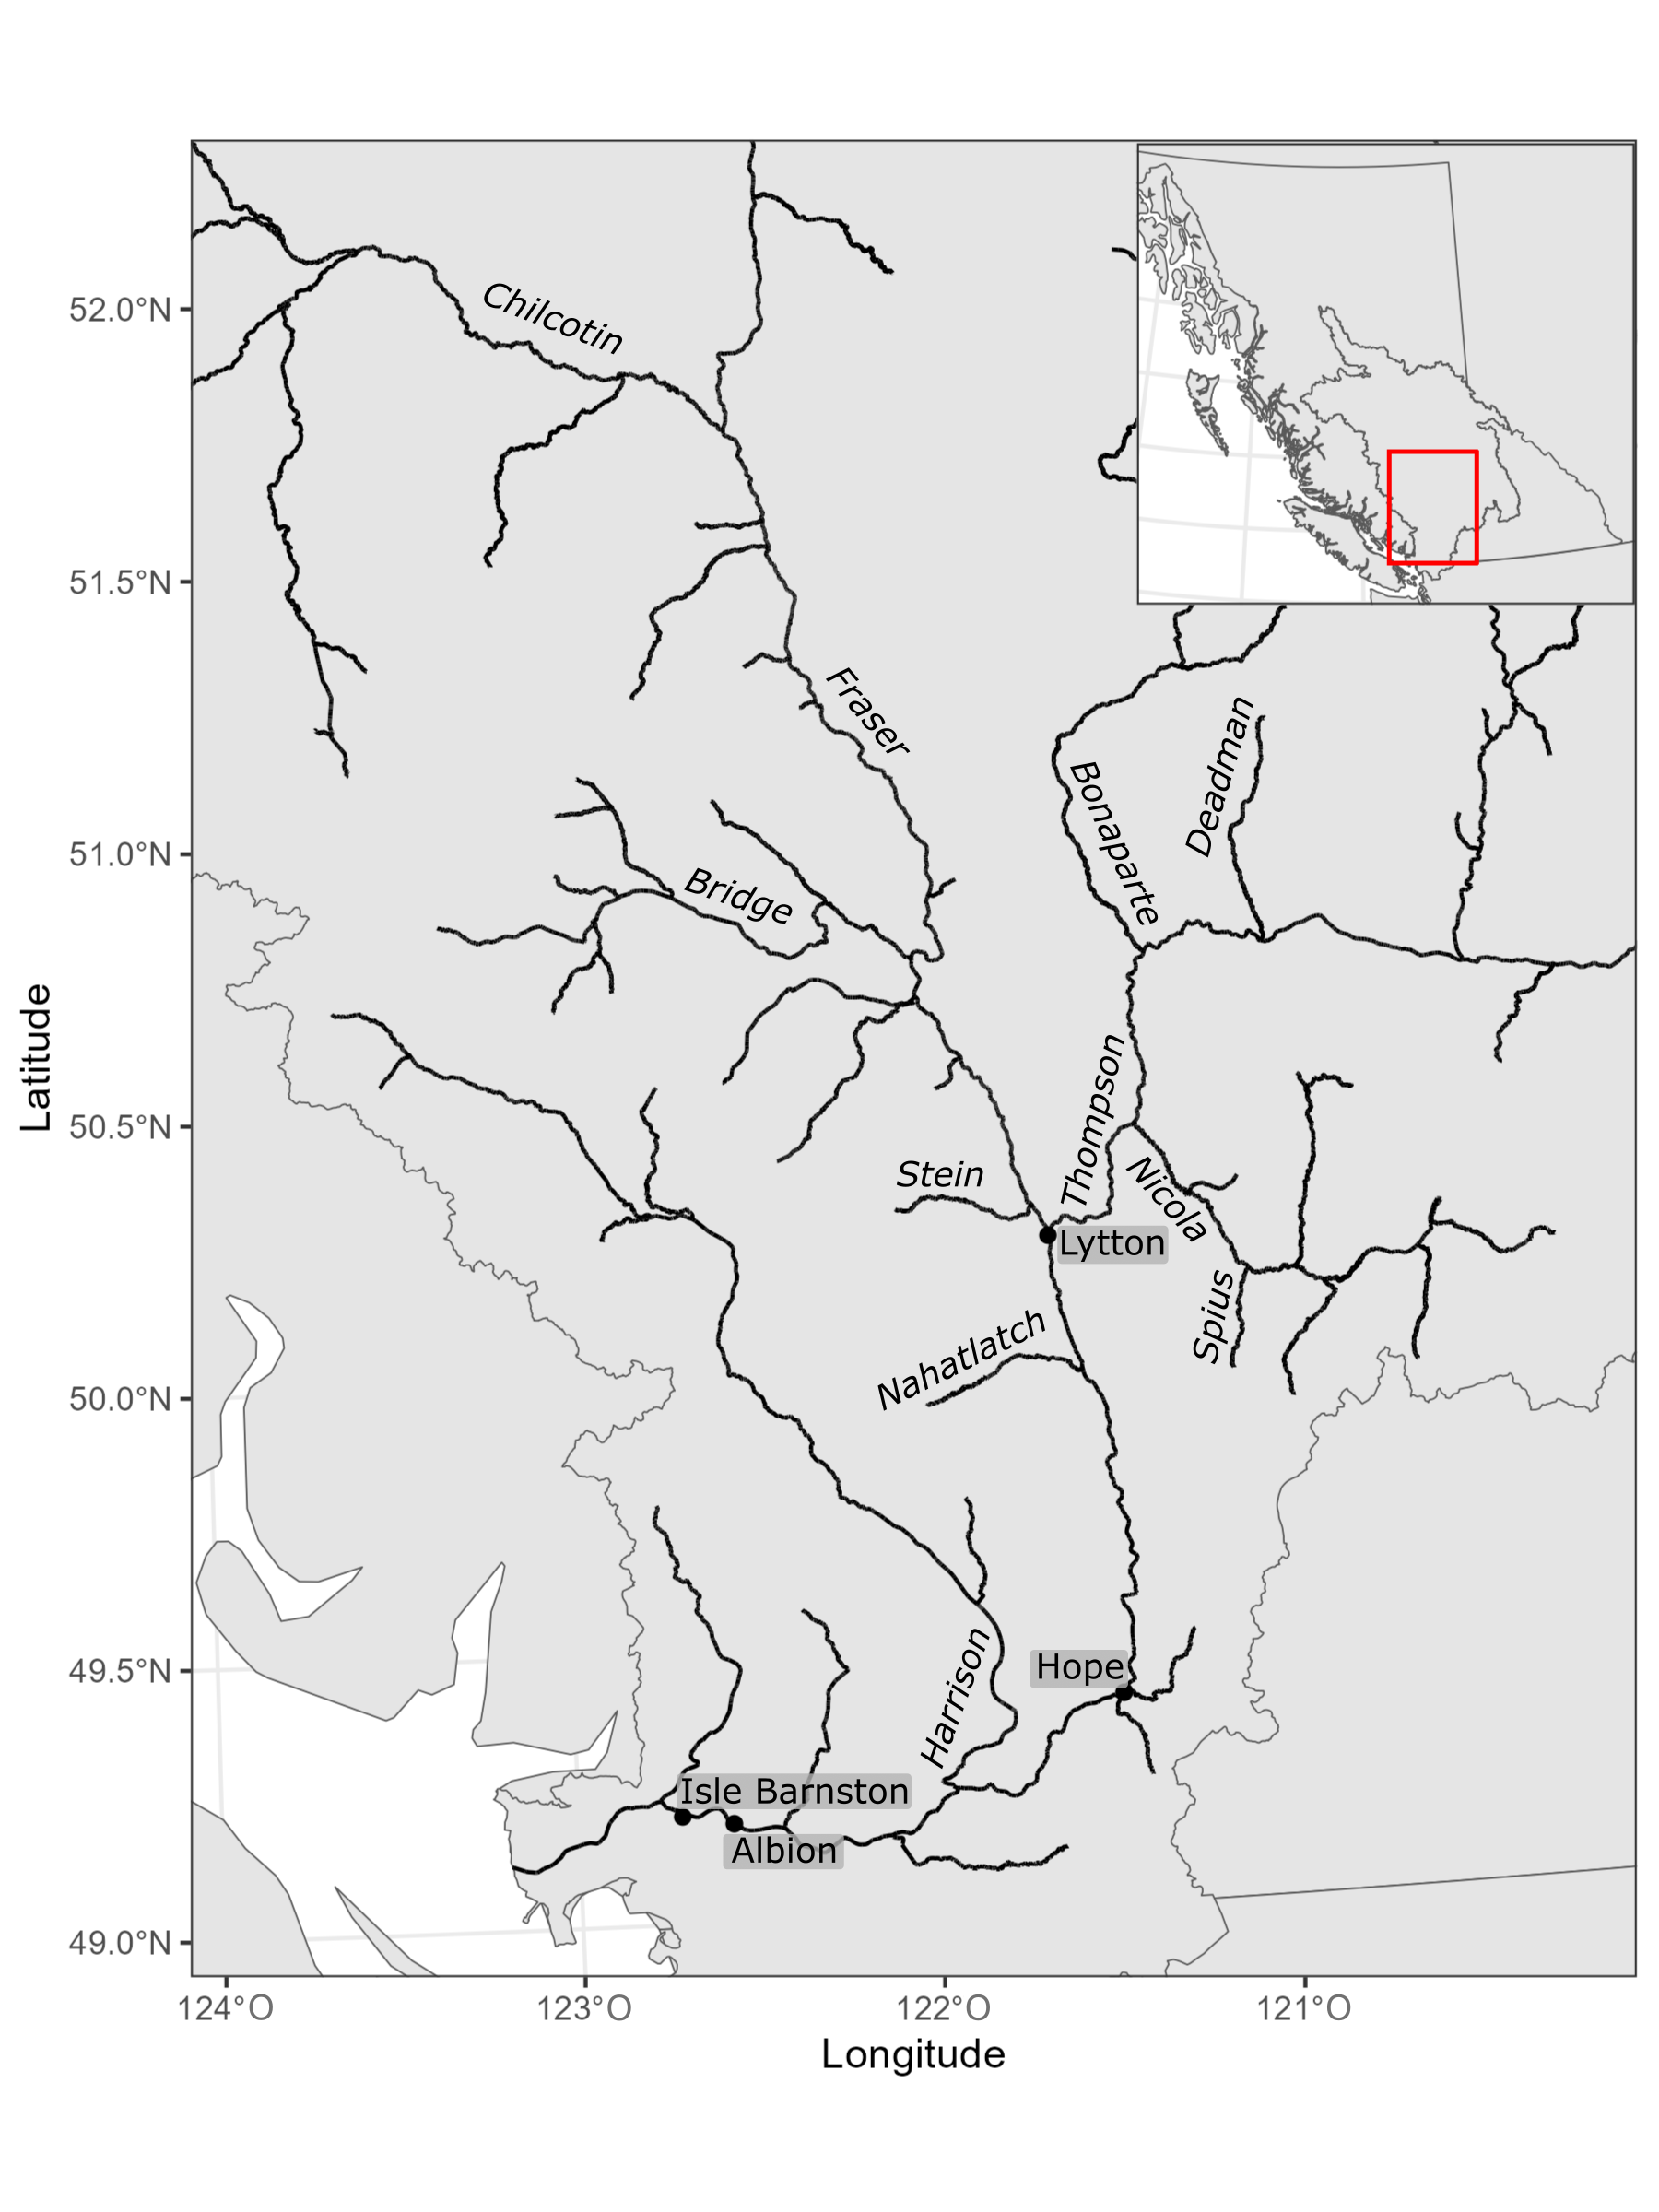 Chilcotin
52.0°N
51.5°N
Fraser
Deadman
Bonaparte
51.0°N
Bridge
Latitude
50.5°N
Thompson
Stein
Nicola
Lytton
Spius
Nahatlatch
50.0°N
Hope
49.5°N
Harrison
Isle Barnston
Albion
49.0°N
124°O 123°O 122°O 121°O
Longitude